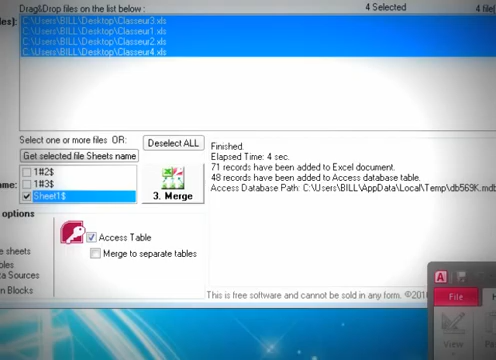 Drag&Drop files on the list below :
4 Selected
4 file(
es):
C:\Users\BILL\Desktop\Classeur3.xls
C:\Users\BILL\Desktop\Classeur1.xls
C:\Users\BILL\Desktop\Classeur2.xls
C:\Users\BILL\Desktop\Classeur4.xls
Select one or more files OR:
Deselect ALL
Get selected file Sheets name
1#2$
1#3$
Sheet1$
ame:
3. Merge
Finished.
Elapsed Time: 4 sec.
71 records have been added to Excel document.
48 records have been added to Access database table.
Access Database Path: C:\Users\BILL\AppData\Local\Temp\db569K.mdb
options
Access Table
Merge to separate tables
e sheets
bles
ta Sources
n Blocks
This is free software and cannot be sold in any form. ©201
A
File
H
View